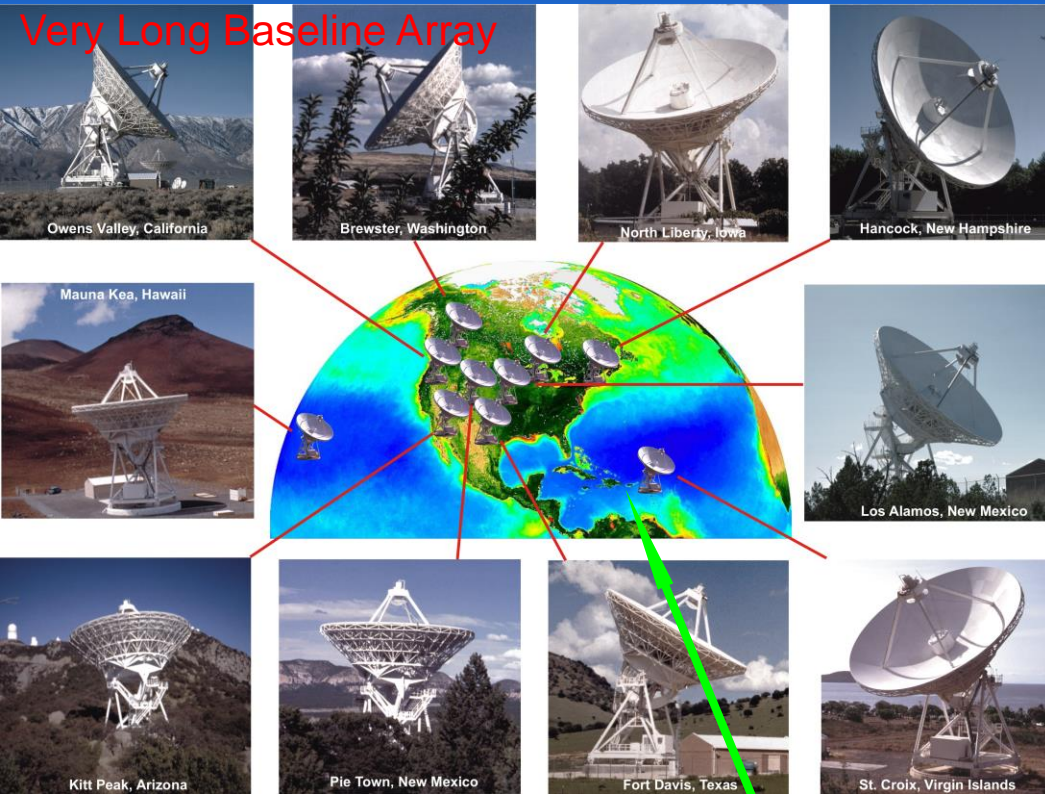 Very Long Baseline Array
Owens Valley, California
Brewster, Washington
North Liberty, Iowa
Hancock, New Hampshire
Mauna Kea, Hawaii
Los Alamos, New Mexico
Kitt Peak, Arizona
Pie Town, New Mexico
Fort Davis, Texas
St. Croix, Virgin Islands